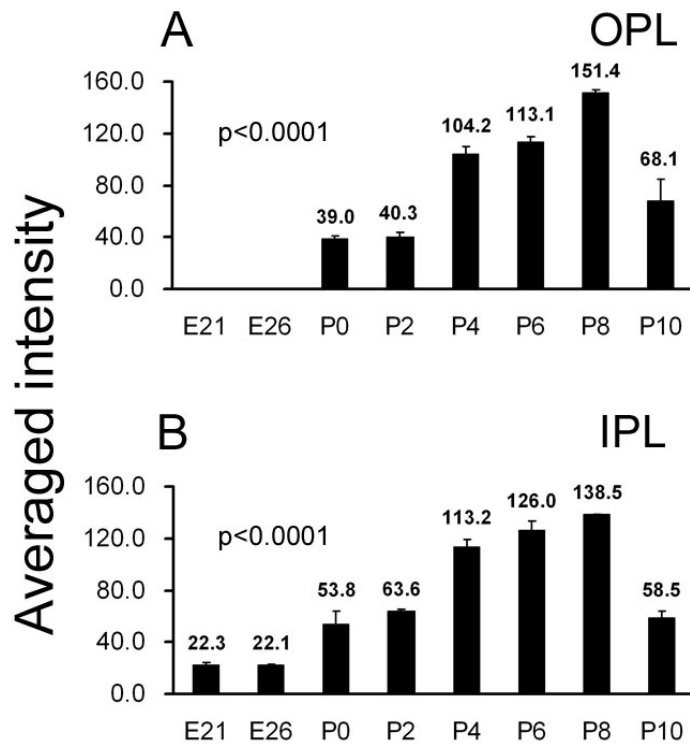 A
OPL
160.0
120.0
80.0
40.0
0.0
p<0.0001
39.0
40.3
104.2
113.1
151.4
68.1
E21 E26 P0 P2 P4 P6 P8 P10
Averaged intensity
B
IPL
160.0
120.0
80.0
40.0
0.0
p<0.0001
22.3
22.1
53.8
63.6
113.2
126.0
138.5
58.5
E21 E26 P0 P2 P4 P6 P8 P10